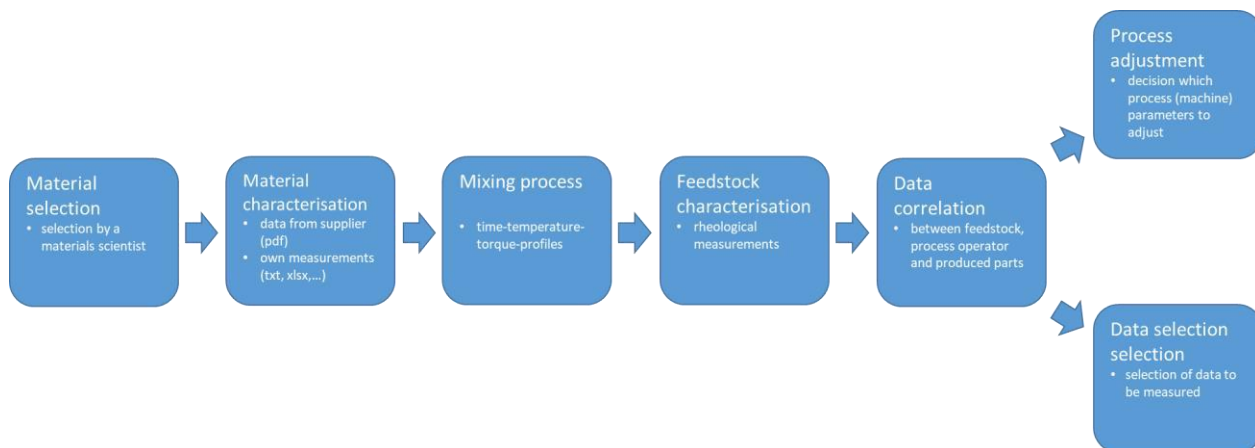 Material
selection
• selection by a
materials scientist
Material
characterisation
• data from supplier
(pdf)
• own measurements
(txt, xlsx,...)
Mixing process
• time-temperature-
torque-profiles
Feedstock
characterisation
• rheological
measurements
Data
correlation
• between feedstock,
process operator
and produced parts
Process
adjustment
• decision which
process (machine)
parameters to
adjust
Data selection
selection
• selection of data to
be measured